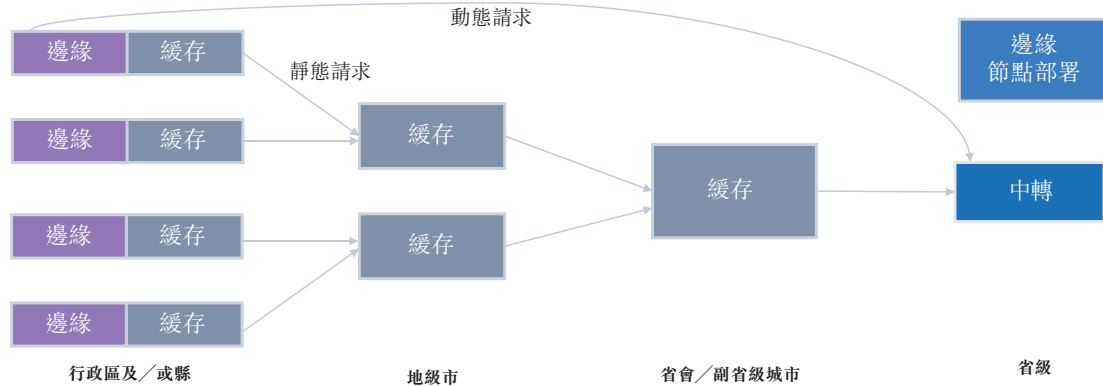 動態請求
邊緣
緩存
靜態請求
邊緣
緩存
邊緣
緩存
邊緣
緩存
緩存
緩存
緩存
邊緣
節點部署
中轉
行政區及／或縣
地級市
省會／副省級城市
省級